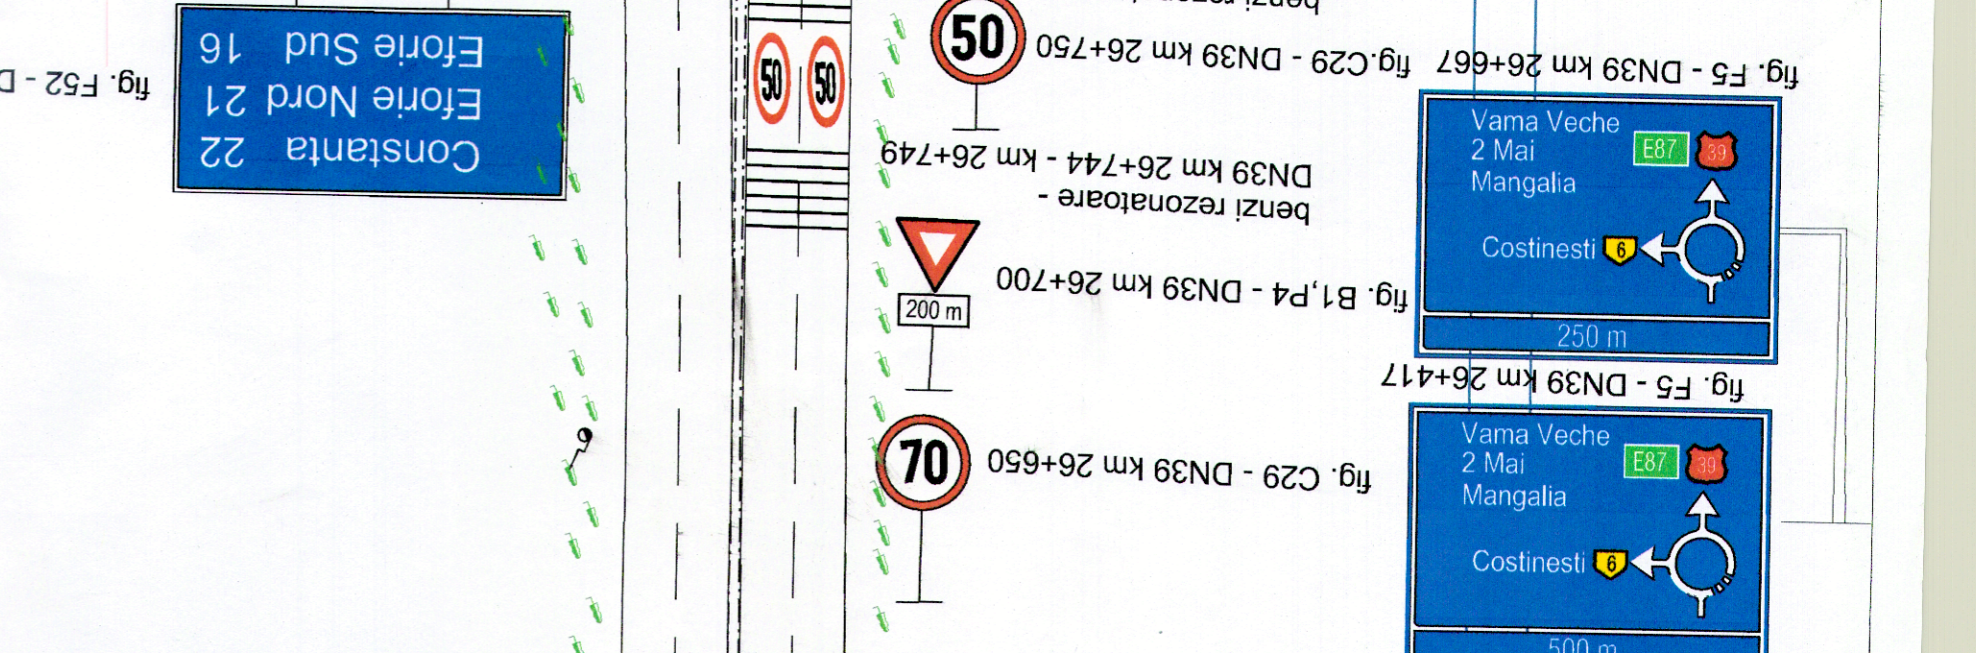 Constanta 22
Eforie Nord 21
Eforie Sud 16
fig. F52 - D
50 50
benzi rezonatoare -
DN39 km 26+744 - km 26+749
50
fig.C29 - DN39 km 26+750
200 m
fig. B1,P4 - DN39 km 26+700
70
fig. C29 - DN39 km 26+650
fig. F5 - DN39 km 26+667
Vama Veche
2 Mai
Mangalia
E87 39
Costinesti 6
250 m
fig. F5 - DN39 km 26+417
Vama Veche
2 Mai
Mangalia
E87 39
Costinesti 6
500 m